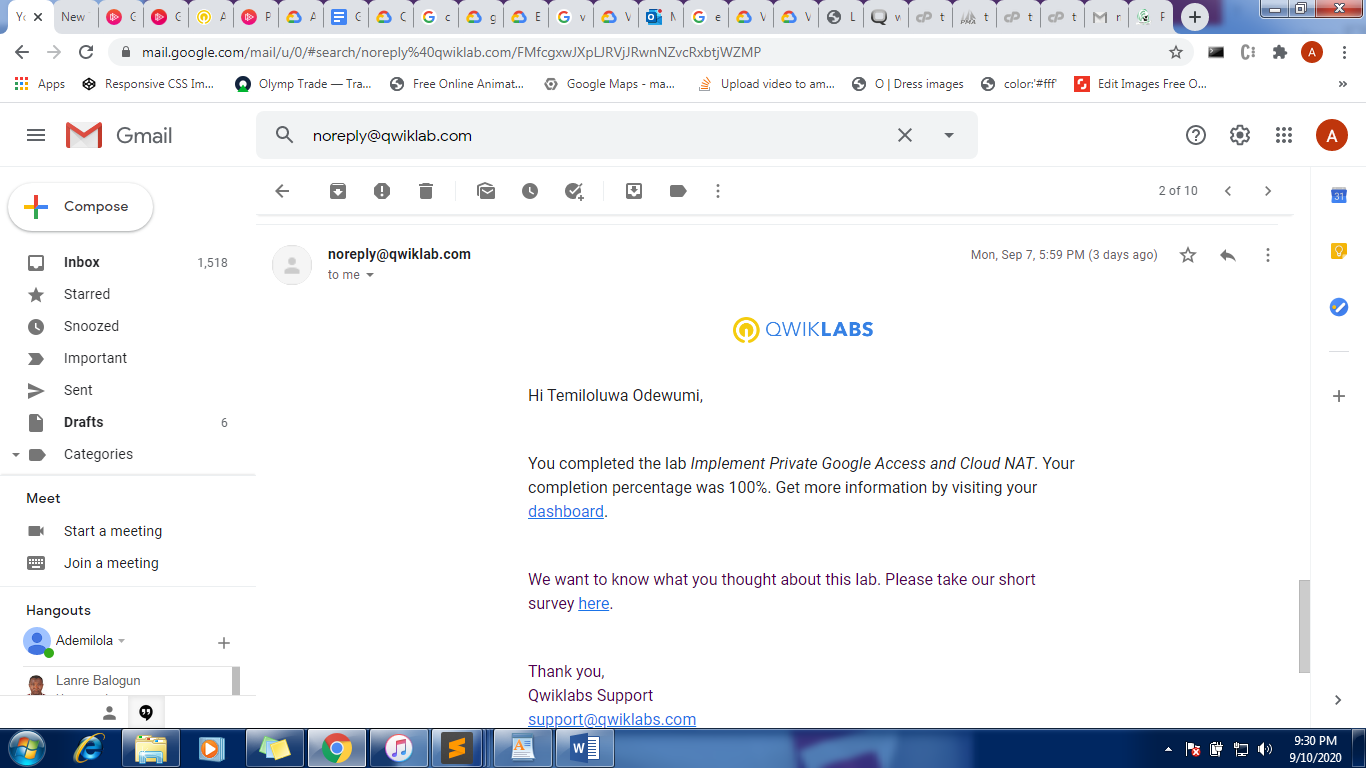 Yo
New
G
G
A
P
A
G
C
c
g
E
v
V
N
e
V
V
L
w
t
t
t
t
n
F
mail.google.com/mail/u/0/#search/noreply%40qwiklab.com/FMfcgxwJXpLJRVjJRwnNZvcRxbtjWZMP
A
Apps
Responsive CSS Im...
Olymp Trade — Tra...
Free Online Animat...
Google Maps - ma...
Upload video to am...
O | Dress images
color:'#fff'
Edit Images Free O...
»
Gmail
noreply@qwiklab.com
A
Compose
2 of 10
31
Inbox 1,518
Starred
Snoozed
Important
Sent
Drafts 6
Categories
Meet
Start a meeting
Join a meeting
Hangouts
Ademilola
Lanre Balogun
noreply@qwiklab.com
Mon, Sep 7, 5:59 PM (3 days ago)
to me
QWIKLABS
Hi Temiloluwa Odewumi,
You completed the lab Implement Private Google Access and Cloud NAT. Your
completion percentage was 100%. Get more information by visiting your
dashboard.
We want to know what you thought about this lab. Please take our short
survey here.
Thank you,
Qwiklabs Support
support@qwiklabs.com
9:30 PM
9/10/2020